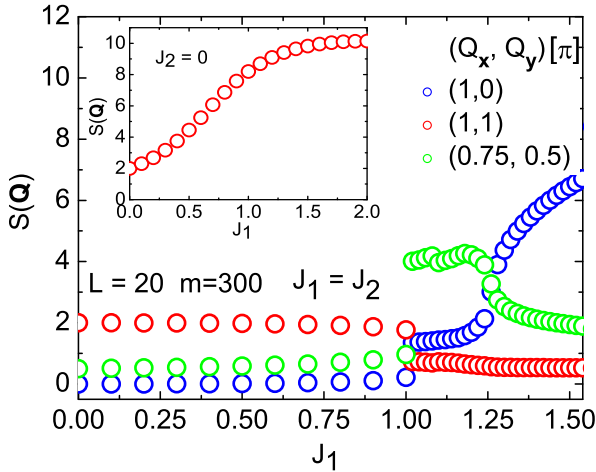 12
10
8
6
4
2
0
S(Q)
10
8
6
4
2
0
S(Q)
J2 = 0
0.0 0.5 1.0 1.5 2.0
J1
(Qx, Qy) [π]
(1,0)
(1,1)
(0.75, 0.5)
L = 20 m=300 J1 = J2
0.00 0.25 0.50 0.75 1.00 1.25 1.50
J1